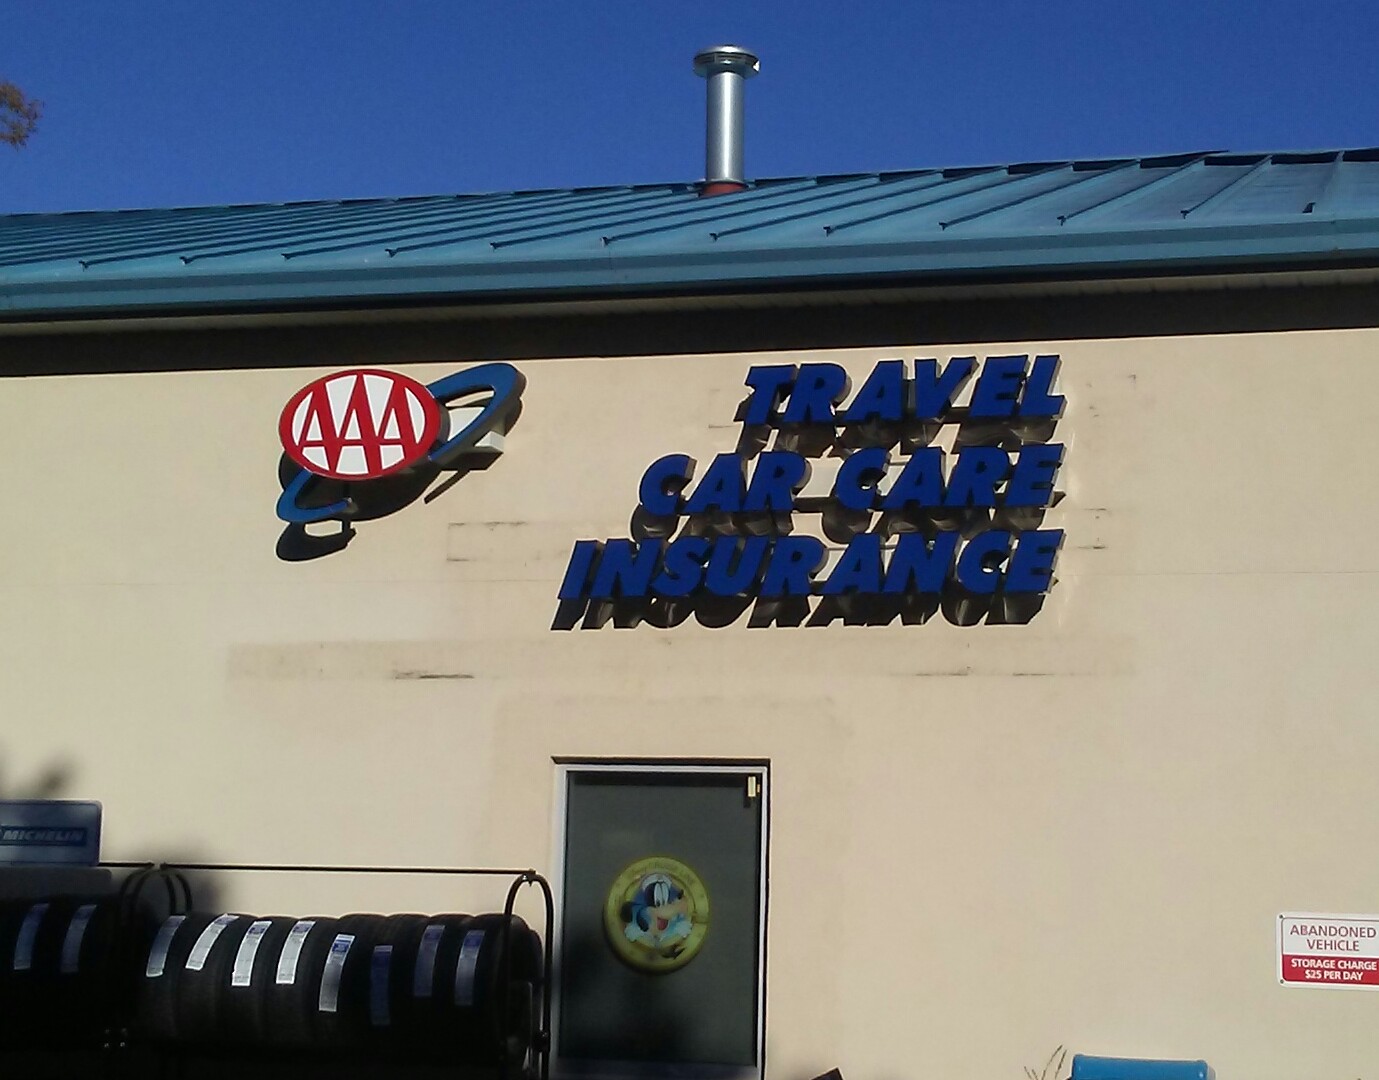 AAA
TRAVEL
CAR CARE
INSURANCE
MICHELIN
ABANDONED
VEHICLE
STORAGE CHARGE
$25 PER DAY